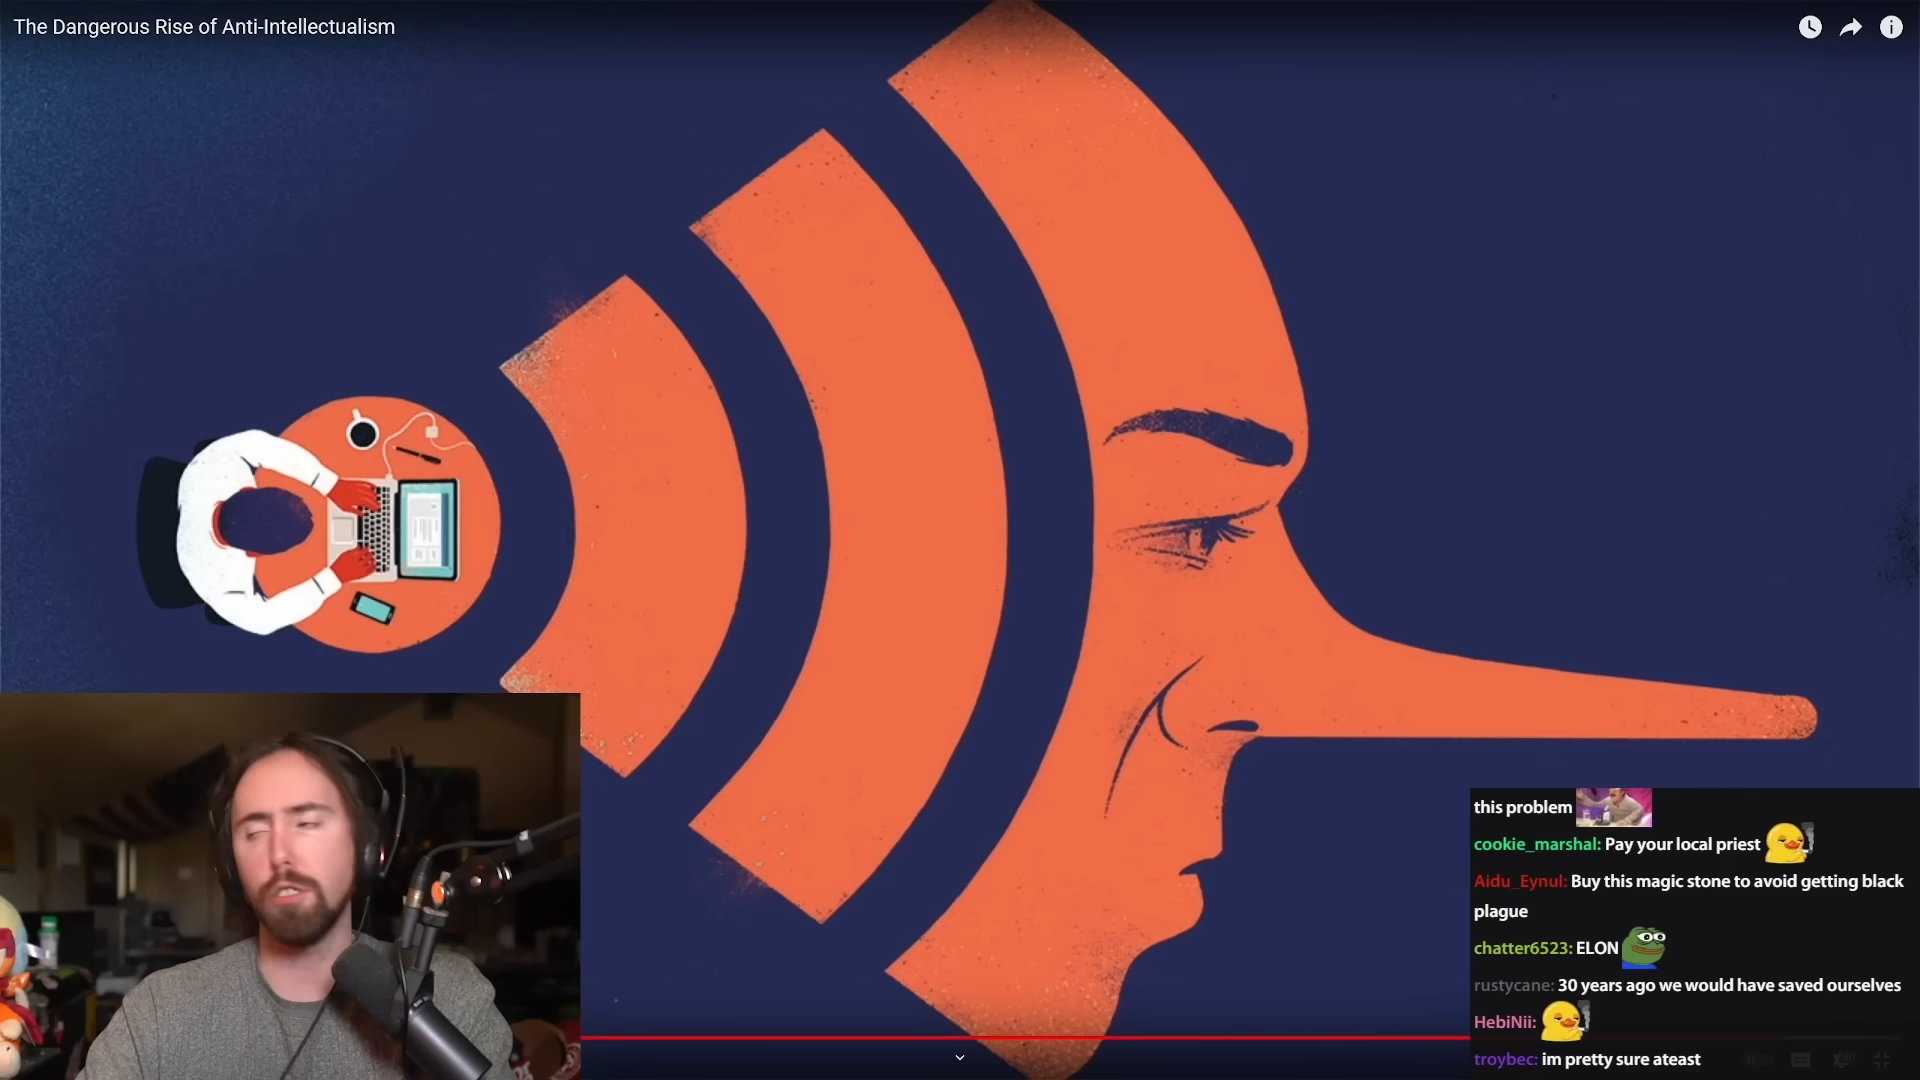 The Dangerous Rise of Anti-Intellectualism
this problem
cookie_marshal: Pay your local priest
Aidu_Eynul: Buy this magic stone to avoid getting black
plague
chatter6523: ELON
rustycane: 30 years ago we would have saved ourselves
HebiNii:
troybec: im pretty sure ateast